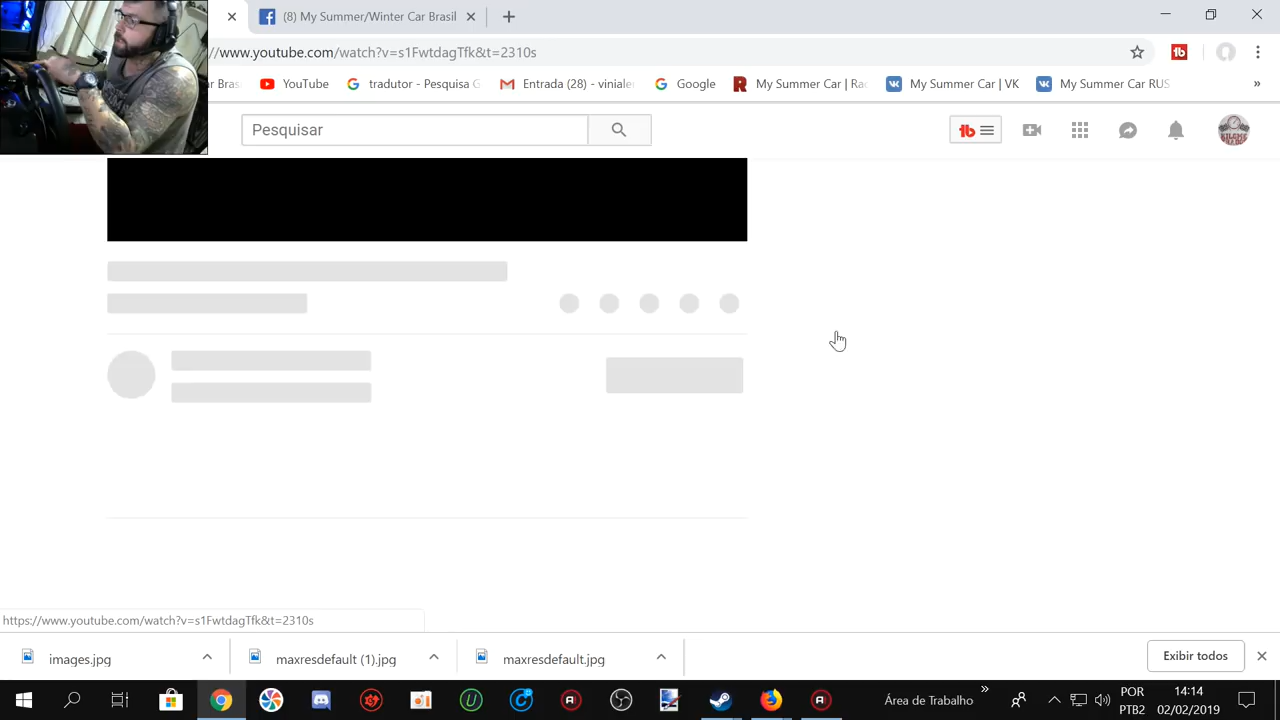 (8) My Summer/Winter Car Brasil
//www.youtube.com/watch?v=s1FwtdagTfk&t=2310s
ar Bras
YouTube
tradutor - Pesquisa G
Entrada (28) - viniale
Google
My Summer Car | Ra
My Summer Car | VK
My Summer Car RUS
»
Pesquisar
https://www.youtube.com/watch?v=s1FwtdagTfk&t=2310s
images.jpg
maxresdefault (1).jpg
maxresdefault.jpg
Exibir todos
Área de Trabalho
»
POR
PTB2
14:14
02/02/2019